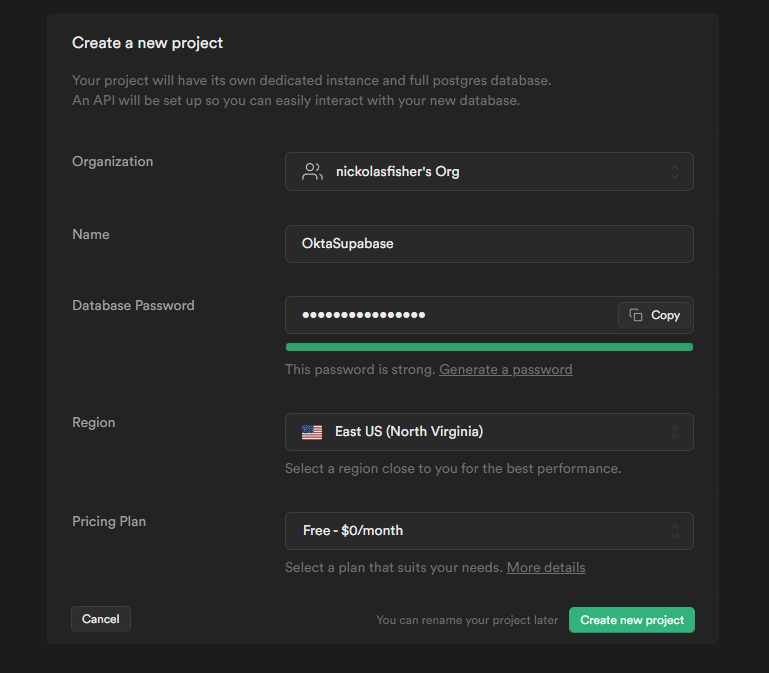 Create a new project
Your project will have its own dedicated instance and full postgres database.
An API will be set up so you can easily interact with your new database.
Organization
nickolasfisher's Org
Name
OktaSupabase
Database Password
••••••••••••••••
Copy
This password is strong. Generate a password
Region
East US (North Virginia)
Select a region close to you for the best performance.
Pricing Plan
Free - $0/month
Select a plan that suits your needs. More details
Cancel
You can rename your project later
Create new project